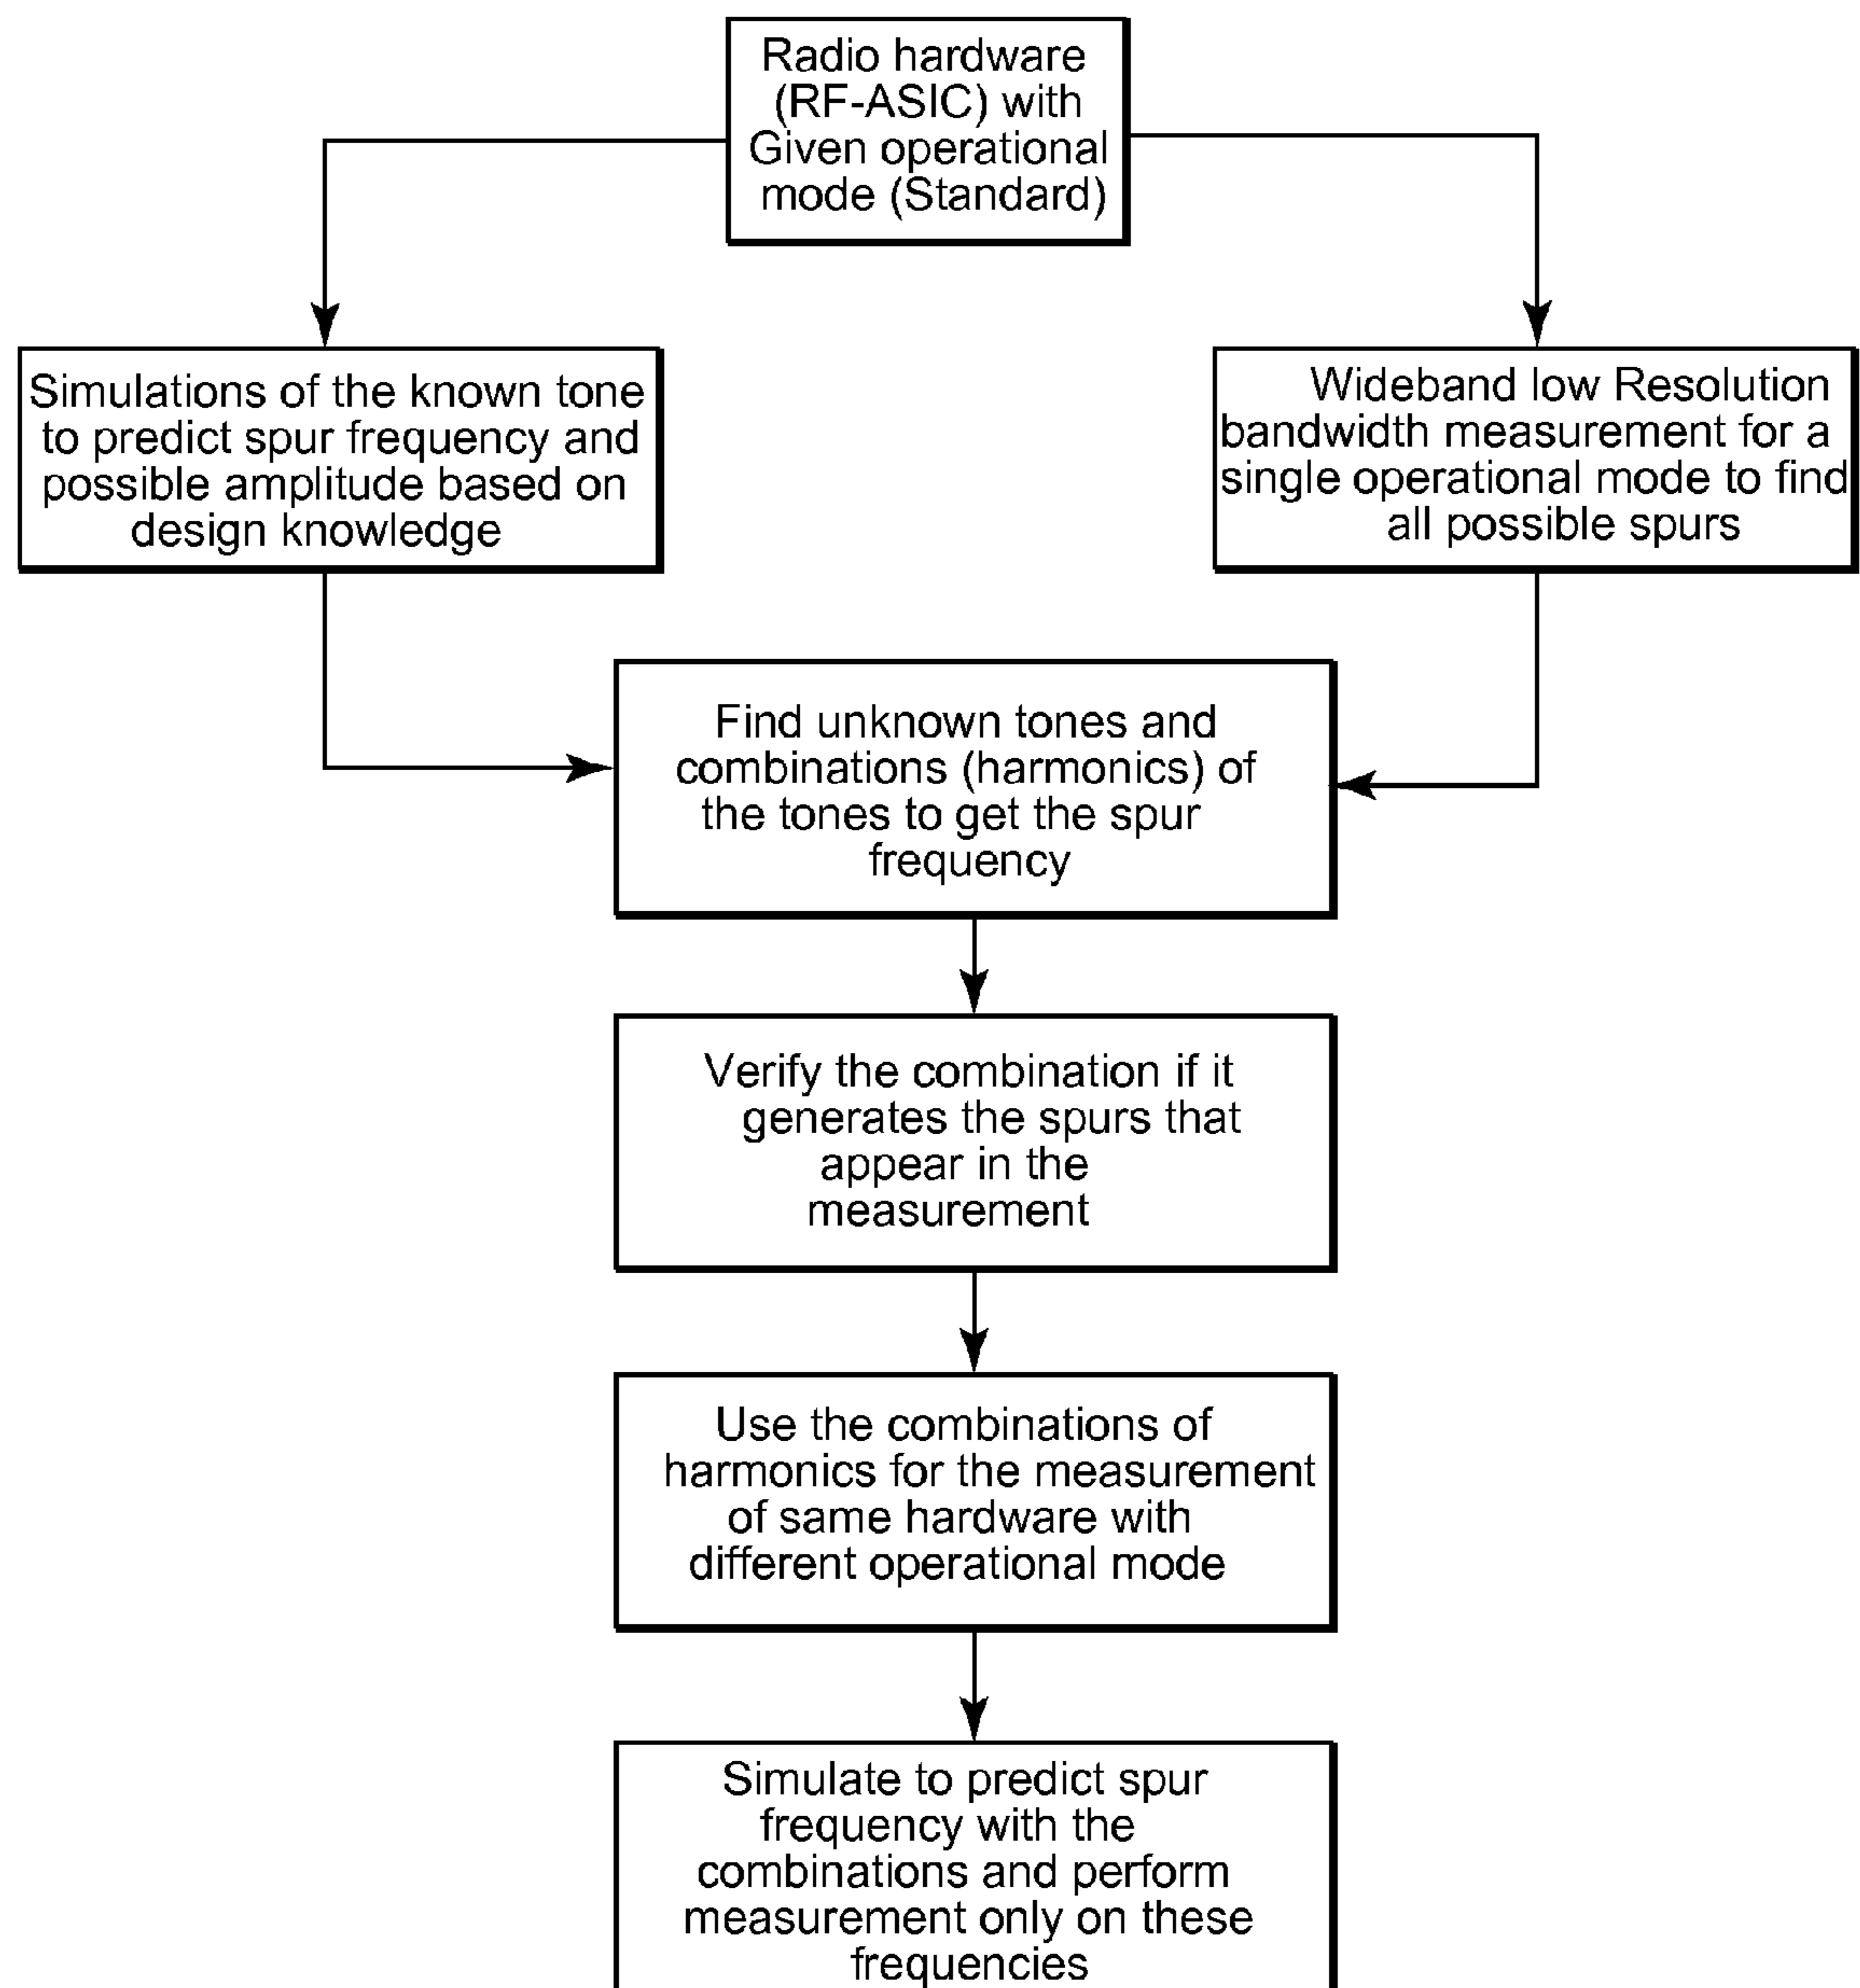 Radio hardware
(RF-ASIC) with
Given operational
mode (Standard)
Simulations of the known tone
to predict spur frequency and
possible amplitude based on
design knowledge
Wideband low Resolution
bandwidth measurement for a
single operational mode to find
all possible spurs
Find unknown tones and
combinations (harmonics) of
the tones to get the spur
frequency
Verify the combination if it
generates the spurs that
appear in the
measurement
Use the combinations of
harmonics for the measurement
of same hardware with
different operational mode
Simulate to predict spur
frequency with the
combinations and perform
measurement only on these
frequencies